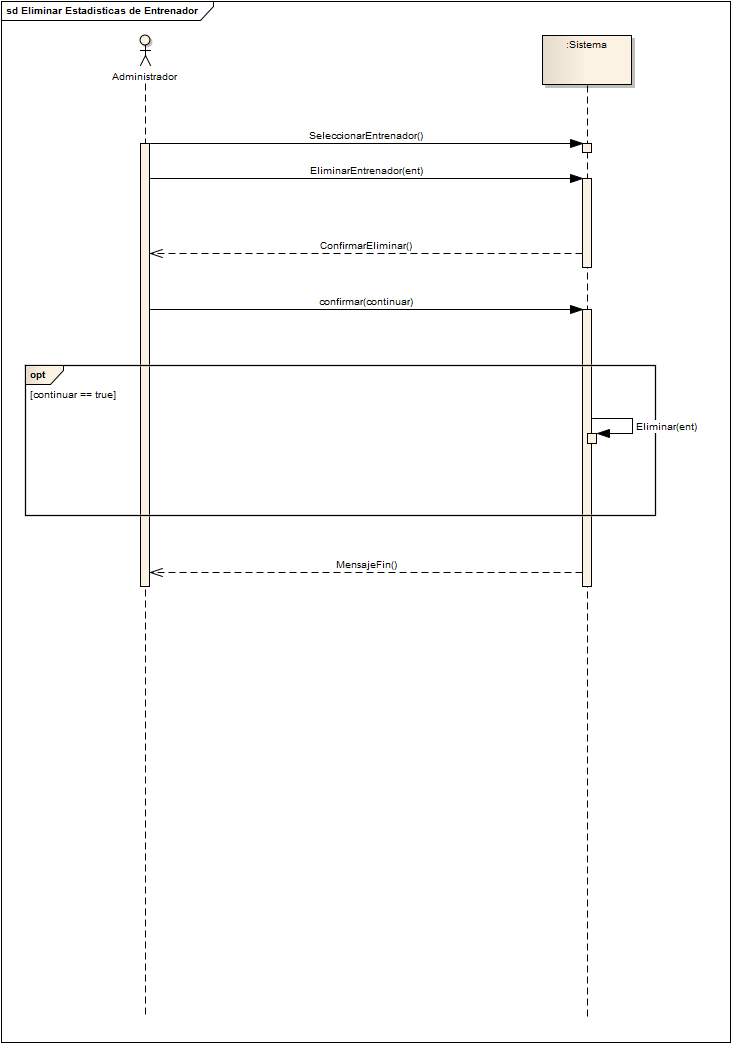 sd Eliminar Estadisticas de Entrenador
Administrador
:Sistema
SeleccionarEntrenador()
EliminarEntrenador(ent)
ConfirmarEliminar()
confirmar(continuar)
opt
[continuar == true]
Eliminar(ent)
MensajeFin()